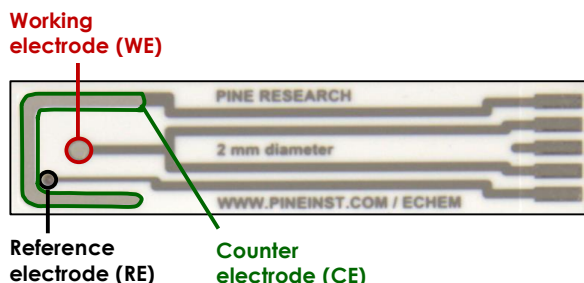 Working
electrode (WE)
PINE RESEARCH
2 mm diameter
WWW.PINEINST.COM / ECHEM
Reference
electrode (RE)
Counter
electrode (CE)